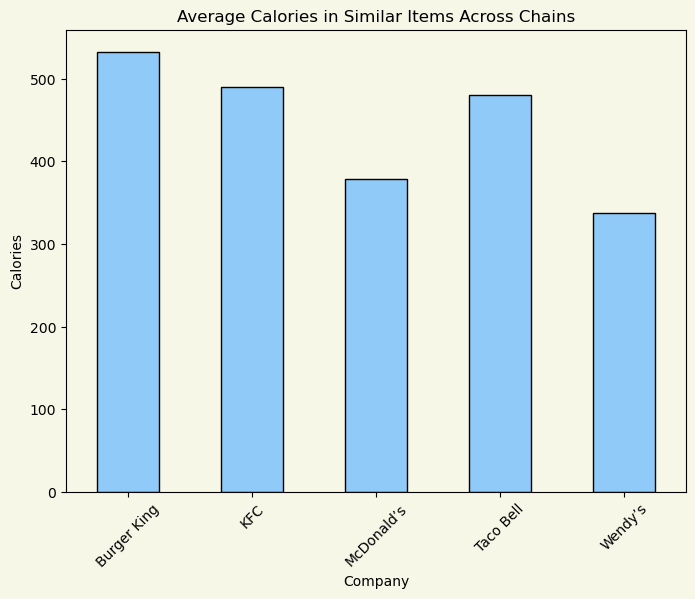 Average Calories in Similar Items Across Chains
Calories
500
400
300
200
100
0
Burger King
KFC
McDonald’s
Taco Bell
Wendy’s
Company